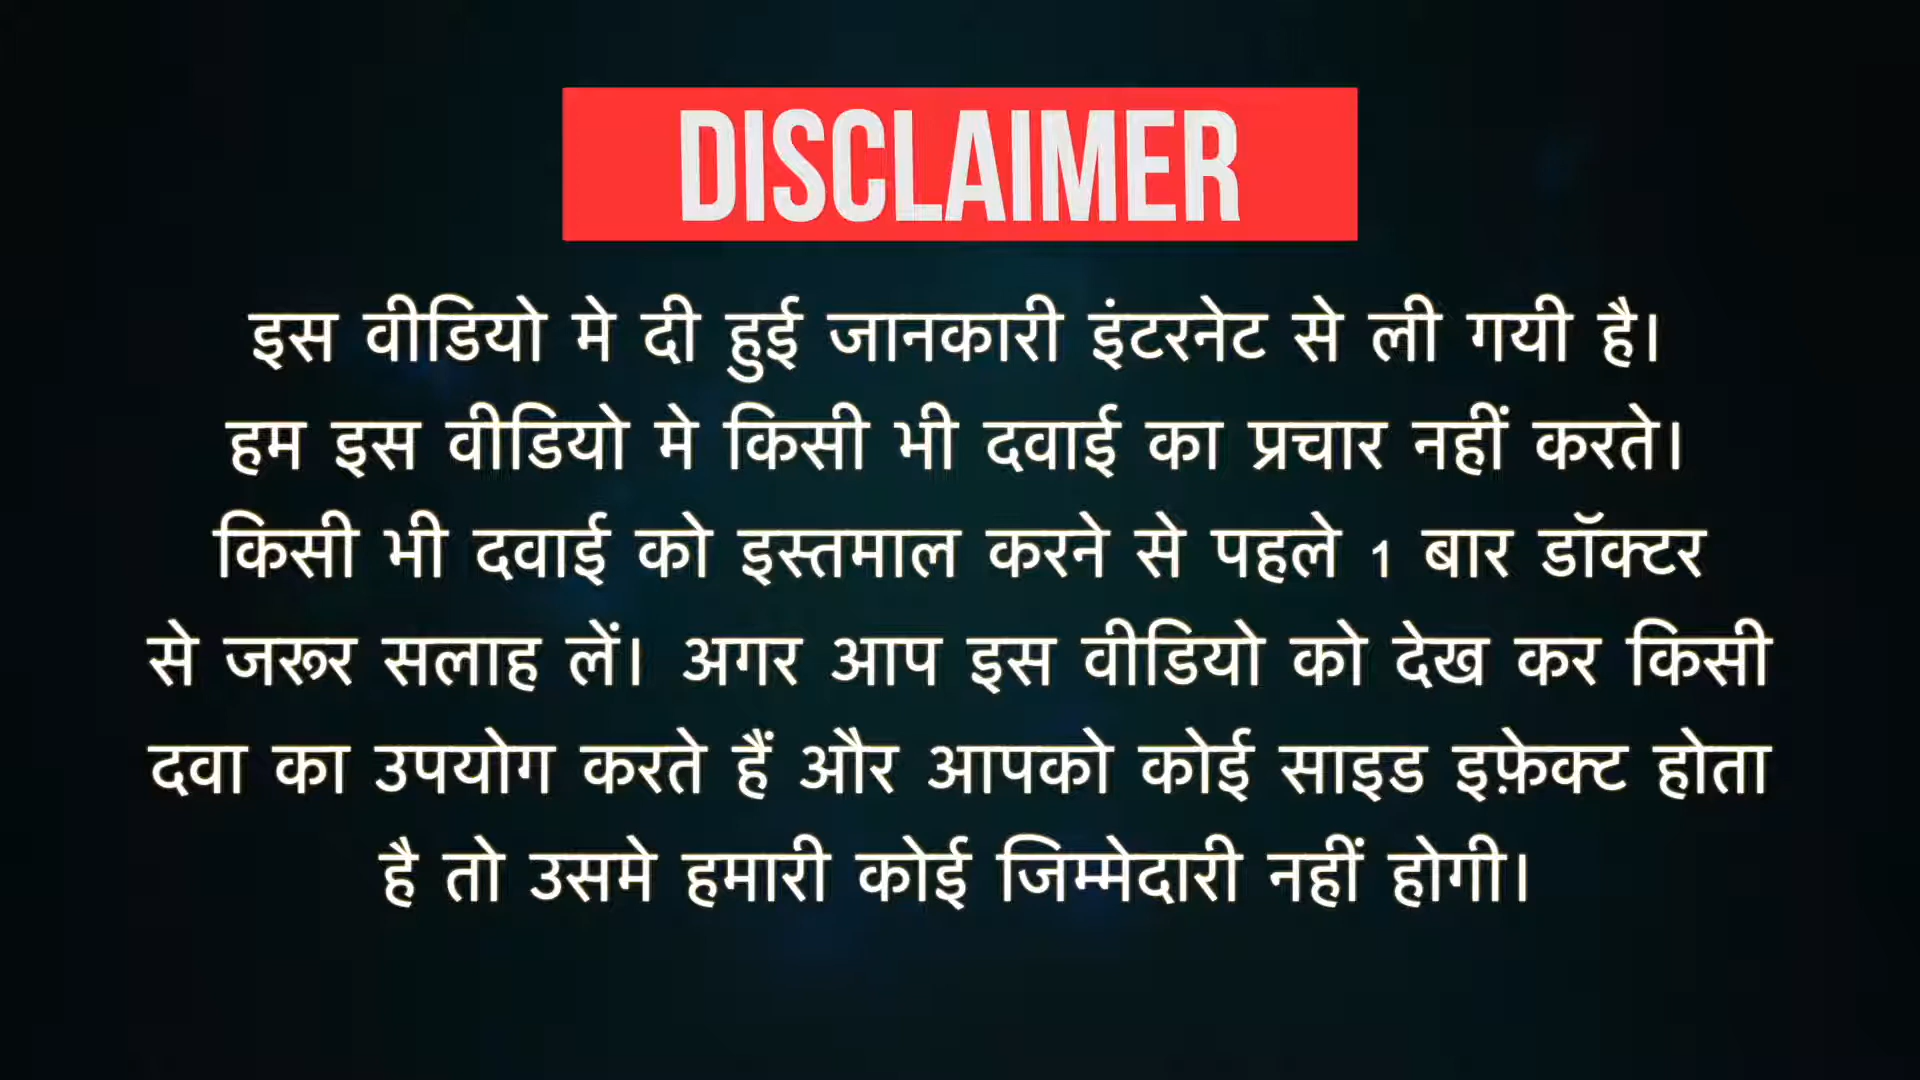 DISCLAIMER
इस वीडियो मे दी हुई जानकारी इंटरनेट से ली गयी है।
हम इस वीडियो मे किसी भी दवाई का प्रचार नहीं करते।
किसी भी दवाई को इस्तमाल करने से पहले 1 बार डॉक्टर
से जरूर सलाह लें। अगर आप इस वीडियो को देख कर किसी
दवा का उपयोग करते हैं और आपको कोई साइड इफ़ेक्ट होता
है तो उसमे हमारी कोई जिम्मेदारी नहीं होगी।